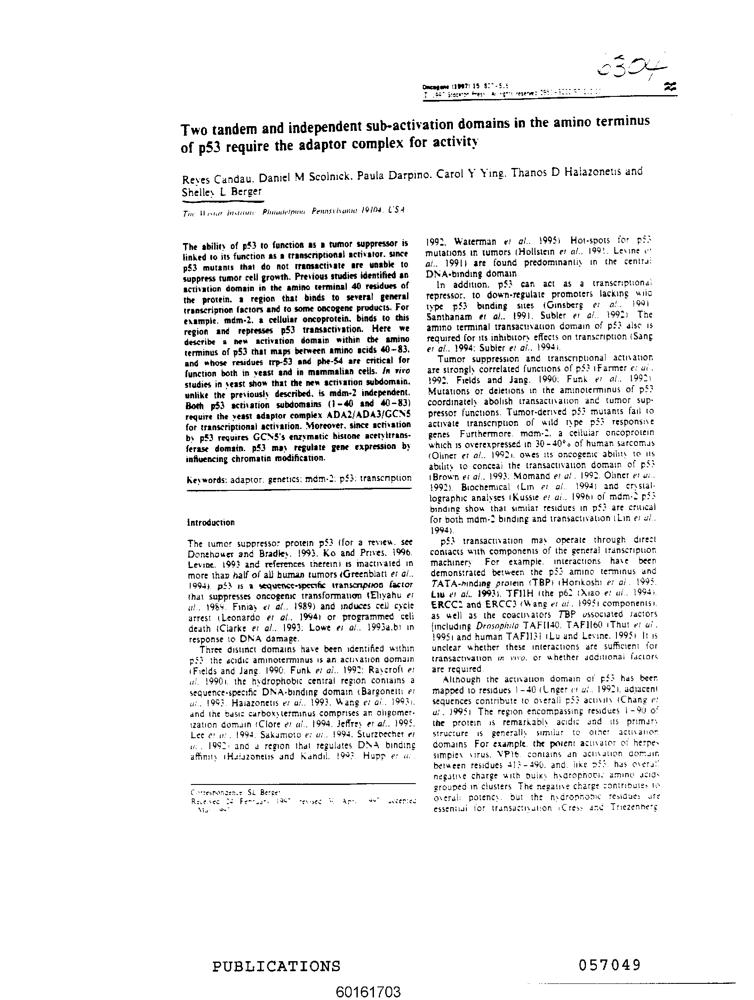 6304
Oncogene (1997) 15
Two tandem and independent sub-activation domains in the amino terminus
of p53 require the adaptor complex for activity
Reyes Candau, Daniel M Scolnick, Paula Darpino, Carol Y Ying, Thanos D Halazonetis and
Shelley L Berger
The Wistar Institute, Philadelphia, Pennsylvania 19104, USA
The ability of p53 to function as a tumor suppressor is
linked to its function as a transcriptional activator, since
p53 mutants that do not transactivate are unable to
suppress tumor cell growth. Previous studies identified an
activation domain in the amino terminal 40 residues of
the protein, a region that binds to several general
transcription factors and to some oncogene products. For
example, mdm-2, a cellular oncoprotein, binds to this
region and represses p53 transactivation. Here we
describe a new activation domain within the amino
terminus of p53 that maps between amino acids 40-83,
and whose residues trp-53 and phe-54 are critical for
function both in yeast and in mammalian cells. In vivo
studies in yeast show that the new activation subdomain,
unlike the previously described, is mdm-2 independent.
Both p53 activation subdomains (1-40 and 40-83)
require the yeast adaptor complex ADA2/ADA3/GCN5
for transcriptional activation. Moreover, since activation
by p53 requires GCN5's enzymatic histone acetyltrans-
ferase domain, p53 may regulate gene expression by
influencing chromatin modification.
Keywords: adaptor; genetics; mdm-2; p53; transcription
Introduction
The tumor suppressor protein p53 (for a review, see
Donehower and Bradley, 1993; Ko and Prives, 1996;
Levine, 1993 and references therein) is inactivated in
more than half of all human tumors (Greenblatt et al.,
1994). p53 is a sequence-specific transcription factor
that suppresses oncogenic transformation (Eliyahu et
al., 1989; Finlay et al., 1989) and induces cell cycle
arrest (Leonardo et al., 1994) or programmed cell
death (Clarke et al., 1993; Lowe et al., 1993a,b) in
response to DNA damage.
Three distinct domains have been identified within
p53: the acidic aminoterminus is an activation domain
(Fields and Jang, 1990; Funk et al., 1992; Raycroft et
al., 1990), the hydrophobic central region contains a
sequence-specific DNA-binding domain (Bargonetti et
al., 1993; Halazonetis et al., 1993; Wang et al., 1993),
and the basic carboxyterminus comprises an oligomer-
ization domain (Clore et al., 1994; Jeffrey et al., 1995;
Lee et al., 1994; Sakamoto et al., 1994; Sturzbecher et
al., 1992) and a region that regulates DNA binding
affinity (Halazonetis and Kandil, 1993; Hupp et al.
Correspondence: SL Berger
Received 24 February 1997; revised Apr 1997; accepted
1992; Waterman et al., 1995). Hot-spots for p53
mutations in tumors (Hollstein et al., 1991; Levine et
al., 1991) are found predominantly in the central
DNA-binding domain.
In addition, p53 can act as a transcriptional
repressor, to down-regulate promoters lacking wild
type p53 binding sites (Ginsberg et al., 1991;
Santhanam et al., 1991; Subler et al., 1992). The
amino terminal transactivation domain of p53 also is
required for its inhibitory effects on transcription (Sang
et al., 1994; Subler et al., 1994).
Tumor suppression and transcriptional activation
are strongly correlated functions of p53 (Farmer et al.,
1992; Fields and Jang, 1990; Funk et al., 1992).
Mutations or deletions in the aminoterminus of p53
coordinately abolish transactivation and tumor sup-
pressor functions. Tumor-derived p53 mutants fail to
activate transcription of wild type p53 responsive
genes. Furthermore, mdm-2, a cellular oncoprotein
which is overexpressed in 30-40% of human sarcomas
(Oliner et al., 1992), owes its oncogenic ability to its
ability to conceal the transactivation domain of p53
(Brown et al., 1993; Momand et al., 1992; Oliner et al.,
1992). Biochemical (Lin et al., 1994) and crystal-
lographic analyses (Kussie et al., 1996) of mdm-2 p53
binding show that similar residues in p53 are critical
for both mdm-2 binding and transactivation (Lin et al.,
1994).
p53 transactivation may operate through direct
contacts with components of the general transcription
machinery. For example, interactions have been
demonstrated between the p53 amino terminus and
TATA-binding protein (TBP) (Horikoshi et al., 1995;
Liu et al., 1993), TFIIH (the p62 (Xiao et al., 1994),
ERCC2 and ERCC3 (Wang et al., 1995) components),
as well as the coactivators TBP associated factors
(including Drosophila TAFII40, TAFII60 (Thut et al.,
1995) and human TAFII31 (Lu and Levine, 1995). It is
unclear whether these interactions are sufficient for
transactivation in vivo, or whether additional factors
are required.
Although the activation domain of p53 has been
mapped to residues 1-40 (Unger et al., 1992), adjacent
sequences contribute to overall p53 activity (Chang et
al., 1995). The region encompassing residues 1-90 of
the protein is remarkably acidic and its primary
structure is generally similar to other activation
domains. For example, the potent activator of herpes
simplex virus, VP16, contains an activation domain
between residues 413-490, and, like p53, has overall
negative charge with bulky hydrophobic amino acids
grouped in clusters. The negative charge contributes to
overall potency, but the hydrophobic residues are
essential for transactivation (Cress and Triezenberg
PUBLICATIONS
057049
60161703